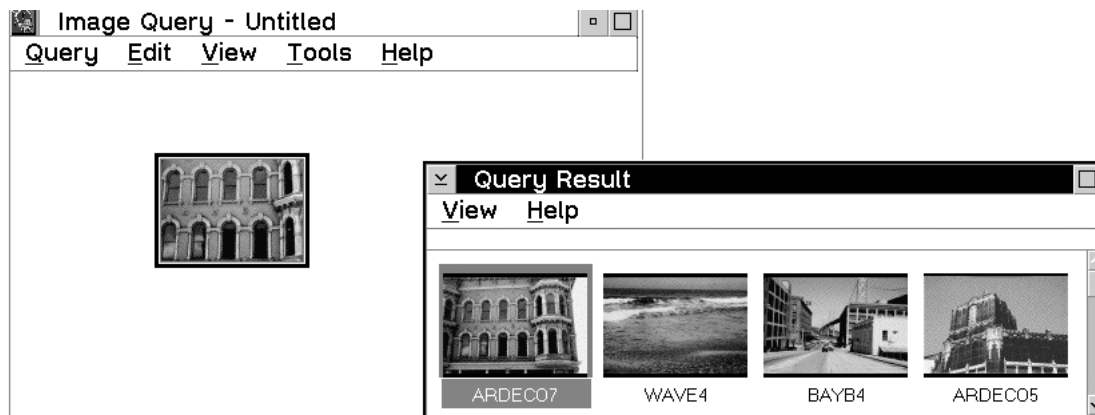 Image Query - Untitled
Query Edit View Tools Help
Query Result
View Help
ARDECO7 WAVE4 BAYB4 ARDECO5